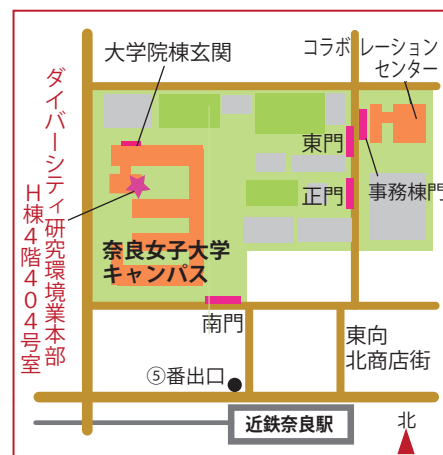 大学院棟玄関
コラボレーション
センター
ダイバーシティ研究環境業本部
H棟4階404号室
東門
正門
事務棟門
奈良女子大学
キャンパス
南門
東向
北商店街
⑤番出口
近鉄奈良駅
北